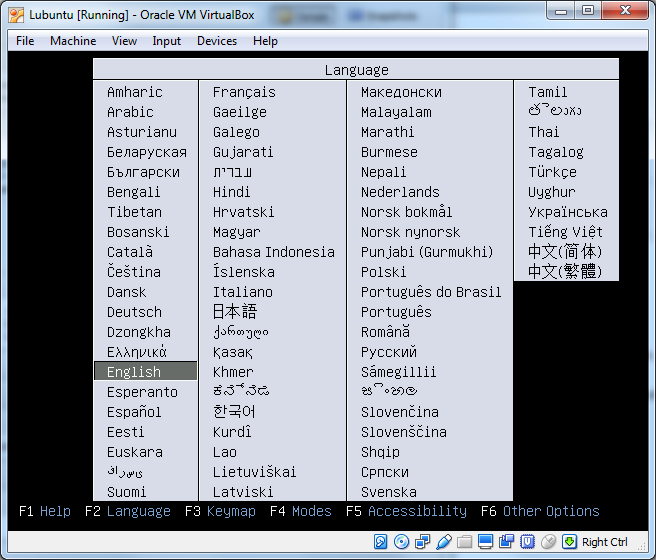 Lubuntu [Running] - Oracle VM VirtualBox
File Machine View Input Devices Help
Language
Amharic
Arabic
Asturianu
Беларуская
Български
Bengali
Tibetan
Bosanski
Català
Čeština
Dansk
Deutsch
Dzongkha
Ελληνικά
English
Esperanto
Español
Eesti
Euskara
ﻰﺳﺭﺎﻓ
Suomi
Français
Gaeilge
Galego
Gujarati
עברית
Hindi
Hrvatski
Magyar
Bahasa Indonesia
Íslenska
Italiano
日本語
ქართული
Қазақ
Khmer
ಕನ್ನಡ
한국어
Kurdî
Lao
Lietuviškai
Latviski
Македонски
Malayalam
Marathi
Burmese
Nepali
Nederlands
Norsk bokmål
Norsk nynorsk
Punjabi (Gurmukhi)
Polski
Português do Brasil
Português
Română
Русский
Sámegillii
සිංහල
Slovenčina
Slovenščina
Shqip
Српски
Svenska
Tamil
తెలుగు
Thai
Tagalog
Türkçe
Uyghur
Українська
Tiếng Việt
中文(简体)
中文(繁體)
F1 Help F2 Language F3 Keymap F4 Modes F5 Accessibility F6 Other Options
Right Ctrl